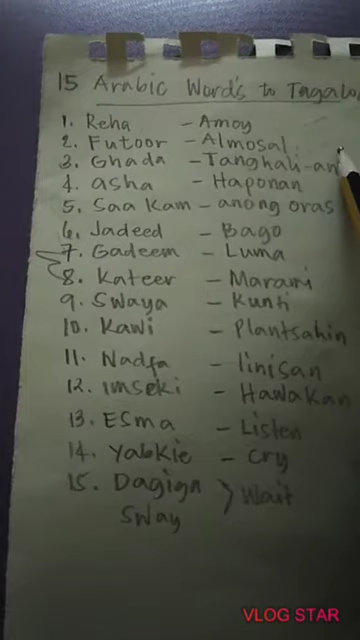 15 Arabic Word's to Tagalo
1. Reha - Amoy
2. Futoor - Almosal
3. Ghada - Tanghali-an
4. asha - Haponan
5. Saa kam - anong oras
6. Jadeed - Bago
7. Gadeem - Luma
8. Kateer - Marami
9. Swaya - Kunti
10. Kawi - Plantsahin
11. Nadfa - linisan
12. imseki - Hawakan
13. ESma - Listen
14. Yabkie - Cry
15. Dagiga } Wait
Sway
VLOG STAR